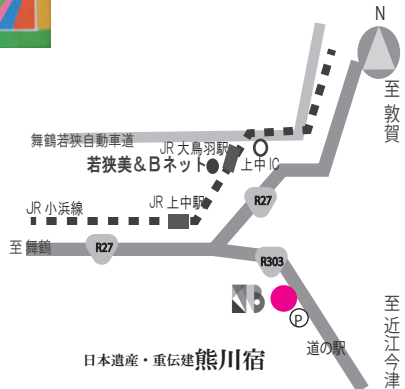 N
至敦賀
舞鶴若狭自動車道
JR 大鳥羽駅
若狭美&Bネット
上中 IC
JR 小浜線
JR 上中駅
R27
至 舞鶴
R27
R303
P
道の駅
至近江今津
日本遺産・重伝建熊川宿